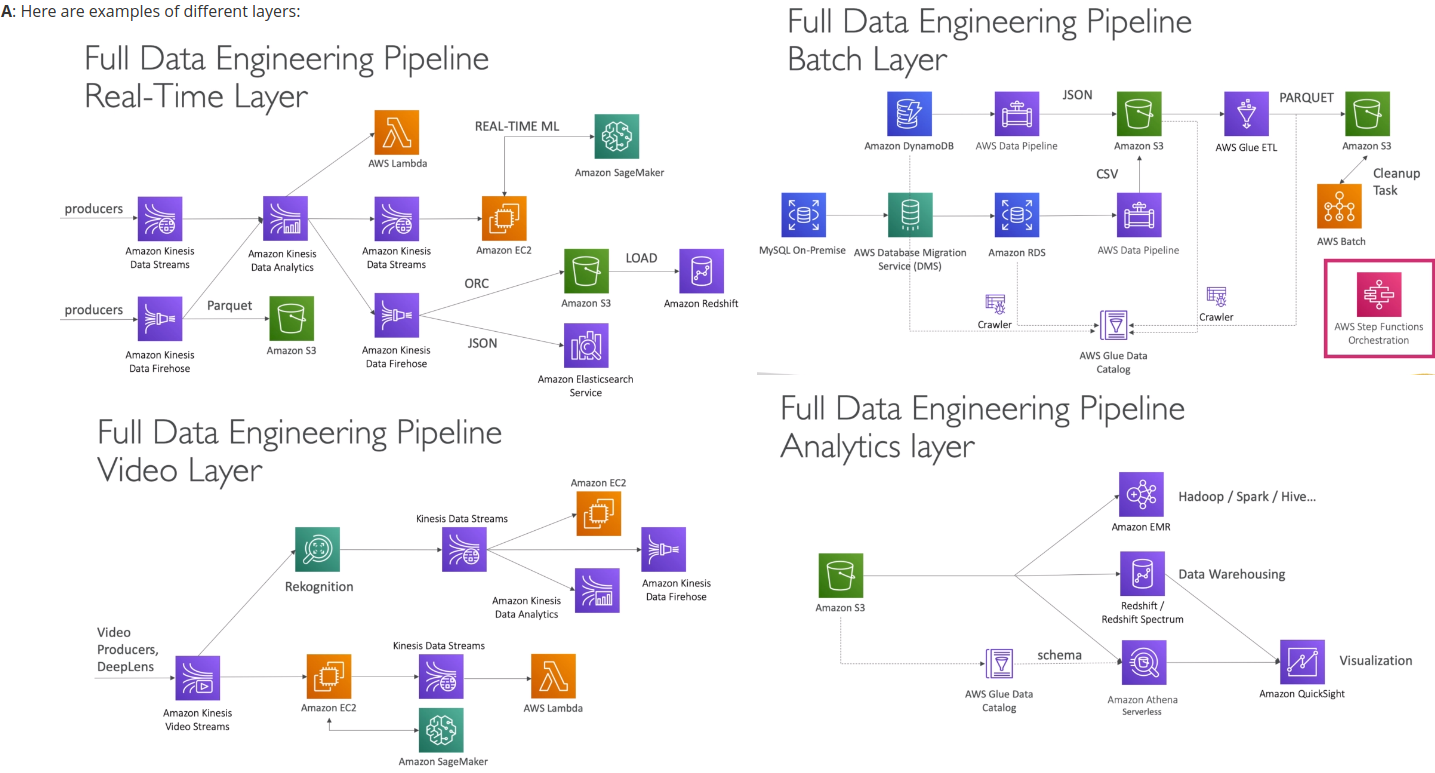 A: Here are examples of different layers:
Full Data Engineering Pipeline
Real-Time Layer
AWS Lambda
REAL-TIME ML
Amazon SageMaker
producers
Amazon Kinesis
Data Streams
Amazon Kinesis
Data Analytics
Amazon Kinesis
Data Streams
Amazon EC2
producers
Amazon Kinesis
Data Firehose
Parquet
Amazon S3
Amazon Kinesis
Data Firehose
ORC
Amazon S3
LOAD
Amazon Redshift
JSON
Amazon Elasticsearch
Service
Full Data Engineering Pipeline
Batch Layer
Amazon DynamoDB
AWS Data Pipeline
JSON
Amazon S3
AWS Glue ETL
PARQUET
Amazon S3
Cleanup
Task
AWS Batch
CSV
MySQL On-Premise
AWS Database Migration
Service (DMS)
Amazon RDS
AWS Data Pipeline
Crawler
Crawler
AWS Glue Data
Catalog
AWS Step Functions
Orchestration
Full Data Engineering Pipeline
Video Layer
Amazon EC2
Kinesis Data Streams
Rekognition
Amazon Kinesis
Data Firehose
Amazon Kinesis
Data Analytics
Video
Producers,
DeepLens
Amazon Kinesis
Video Streams
Amazon EC2
Kinesis Data Streams
AWS Lambda
Amazon SageMaker
Full Data Engineering Pipeline
Analytics layer
Amazon EMR
Hadoop / Spark / Hive...
Amazon S3
Redshift /
Redshift Spectrum
Data Warehousing
AWS Glue Data
Catalog
schema
Amazon Athena
Serverless
Amazon QuickSight
Visualization